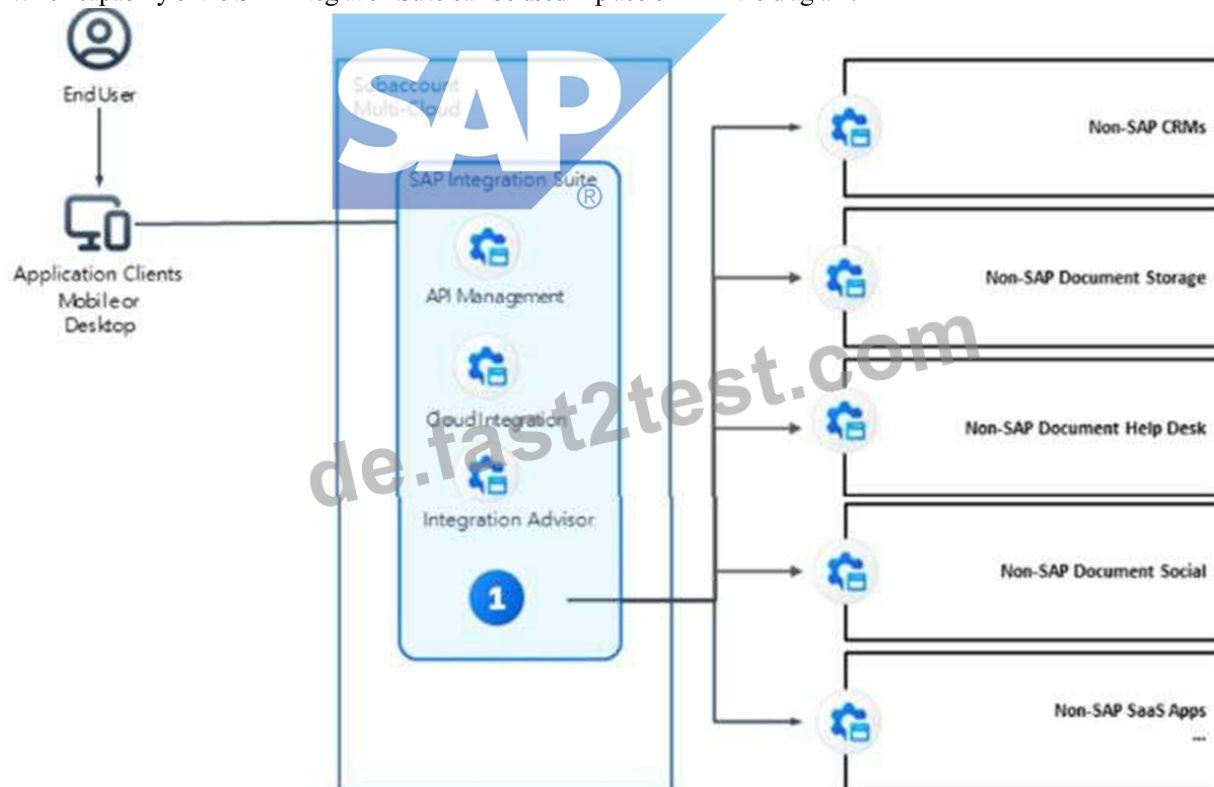 End User
Application Clients
Mobile or
Desktop
Subaccount
Multi-Cloud
SAP
®
SAP Integration Suite
API Management
Cloud Integration
Integration Advisor
1
Non-SAP CRMs
Non-SAP Document Storage
Non-SAP Document Help Desk
Non-SAP Document Social
Non-SAP SaaS Apps
...
de.fast2test.com